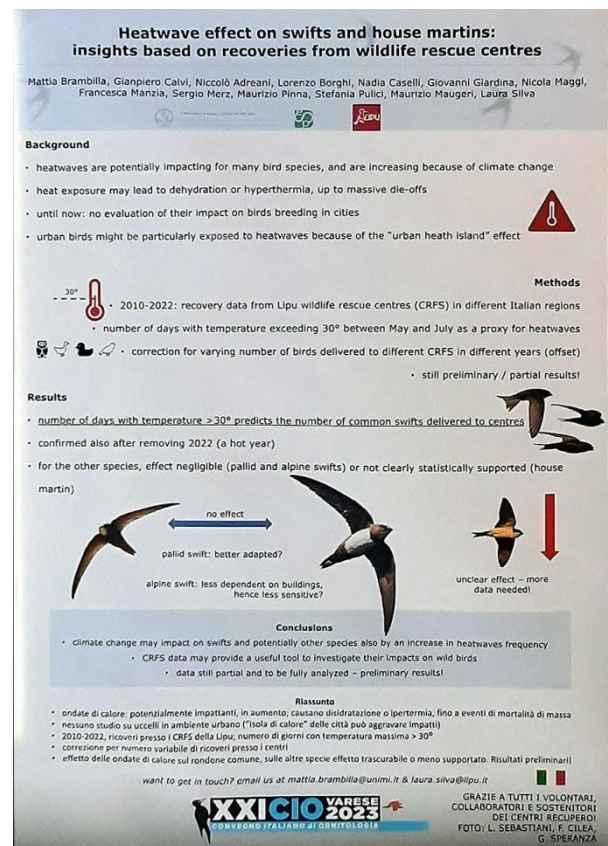 Heatwave effect on swifts and house martins:
insights based on recoveries from wildlife rescue centres
Mattia Brambilla, Gianpiero Calvi, Niccolò Adreani, Lorenzo Borghi, Nadia Caselli, Giovanni Giardina, Nicola Maggi,
Francesca Manzia, Sergio Merz, Maurizio Pinna, Stefania Pulici, Maurizio Maugeri, Laura Silva
LIPU
Background
· heatwaves are potentially impacting for many bird species, and are increasing because of climate change
· heat exposure may lead to dehydration or hyperthermia, up to massive die-offs
· until now: no evaluation of their impact on birds breeding in cities
· urban birds might be particularly exposed to heatwaves because of the "urban heath island" effect
Methods
30°
· 2010-2022: recovery data from Lipu wildlife rescue centres (CRFS) in different Italian regions
· number of days with temperature exceeding 30° between May and July as a proxy for heatwaves
· correction for varying number of birds delivered to different CRFS in different years (offset)
· still preliminary / partial results!
Results
· number of days with temperature >30° predicts the number of common swifts delivered to centres
· confirmed also after removing 2022 (a hot year)
· for the other species, effect negligible (pallid and alpine swifts) or not clearly statistically supported (house
martin)
no effect
pallid swift: better adapted?
alpine swift: less dependent on buildings,
hence less sensitive?
unclear effect – more
data needed!
Conclusions
· climate change may impact on swifts and potentially other species also by an increase in heatwaves frequency
· CRFS data may provide a useful tool to investigate their impacts on wild birds
· data still partial and to be fully analyzed – preliminary results!
Riassunto
· ondate di calore: potenzialmente impattanti, in aumento; causano disidratazione o ipertermia, fino a eventi di mortalità di massa
· nessuno studio su uccelli in ambiente urbano ("isola di calore" delle città può aggravare impatti)
· 2010-2022, ricoveri presso i CRFS della Lipu; numero di giorni con temperatura massima > 30°
· correzione per numero variabile di ricoveri presso i centri
· effetto delle ondate di calore sul rondone comune, sulle altre specie effetto trascurabile o meno supportato. Risultati preliminari!
want to get in touch? email us at mattia.brambilla@unimi.it & laura.silva@lipu.it
XXI CIO VARESE 2023
CONVEGNO ITALIANO DI ORNITOLOGIA
GRAZIE A TUTTI I VOLONTARI,
COLLABORATORI E SOSTENITORI
DEI CENTRI RECUPERO!
FOTO: L. SEBASTIANI, F. CILEA,
G. SPERANZA